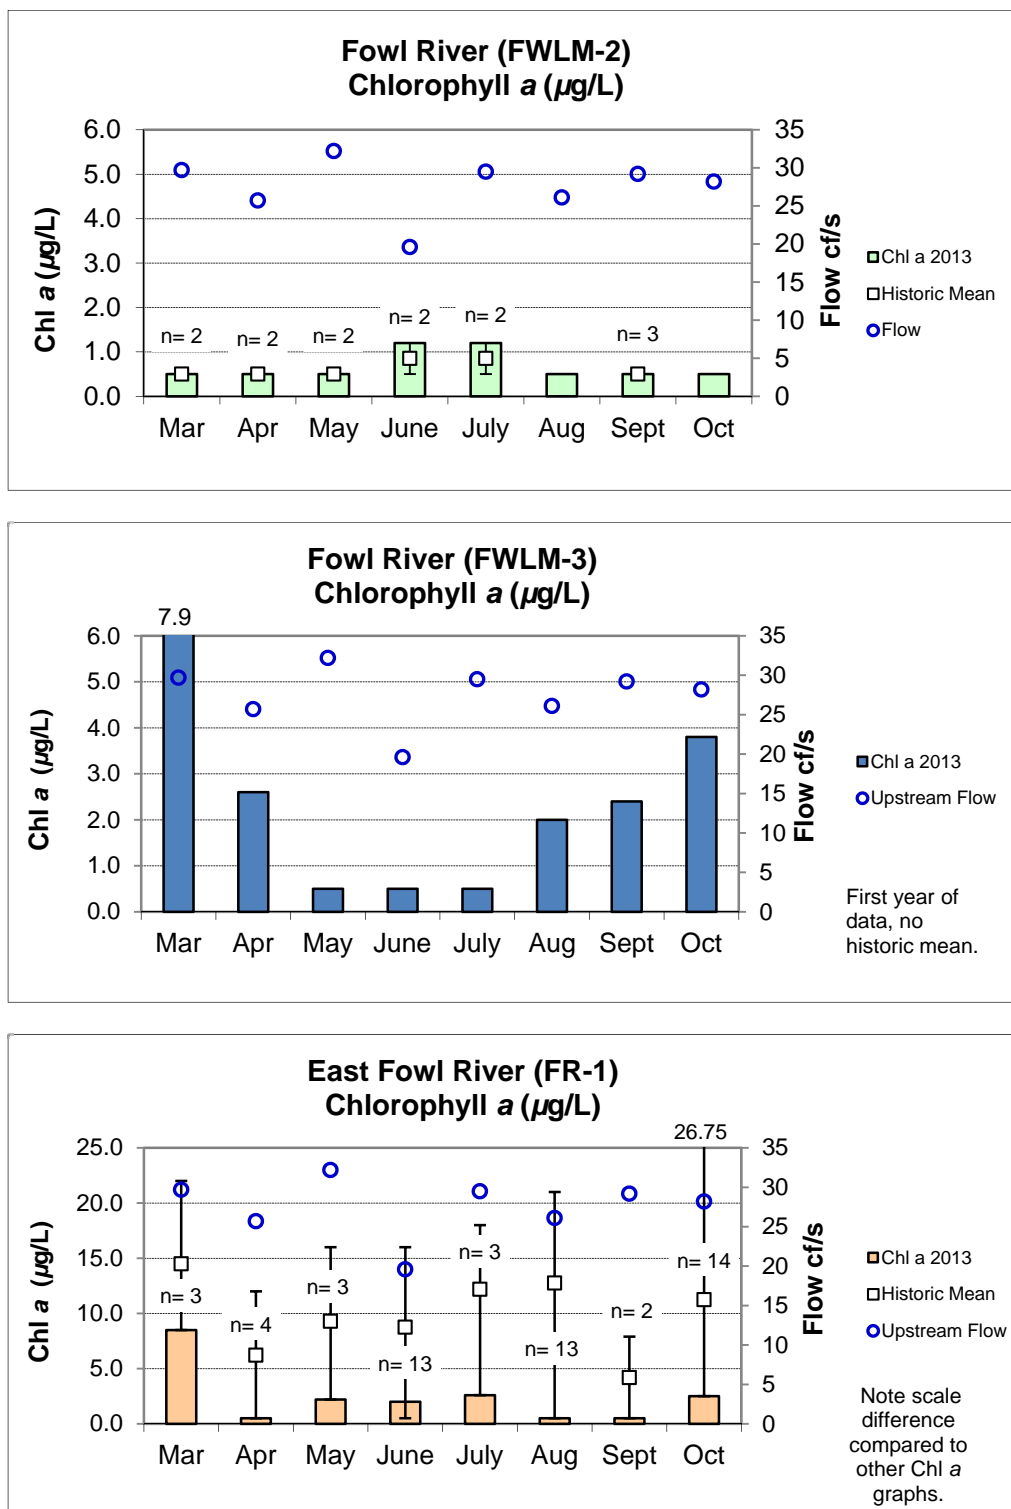 Fowl River (FWLM-2)
Chlorophyll a (µg/L)
6.0
5.0
4.0
3.0
2.0
1.0
0.0
Chl a (µg/L)
35
30
25
20
15
10
5
0
Flow cf/s
n= 2
n= 2
n= 2
n= 2
n= 2
n= 3
Mar Apr May June July Aug Sept Oct
Chl a 2013
Historic Mean
Flow
Fowl River (FWLM-3)
Chlorophyll a (µg/L)
7.9
6.0
5.0
4.0
3.0
2.0
1.0
0.0
Chl a (µg/L)
35
30
25
20
15
10
5
0
Flow cf/s
Mar Apr May June July Aug Sept Oct
Chl a 2013
Upstream Flow
First year of
data, no
historic mean.
East Fowl River (FR-1)
Chlorophyll a (µg/L)
26.75
25.0
20.0
15.0
10.0
5.0
0.0
Chl a (µg/L)
35
30
25
20
15
10
5
0
Flow cf/s
n= 3
n= 4
n= 3
n= 13
n= 3
n= 13
n= 2
n= 14
Mar Apr May June July Aug Sept Oct
Chl a 2013
Historic Mean
Upstream Flow
Note scale
difference
compared to
other Chl a
graphs.